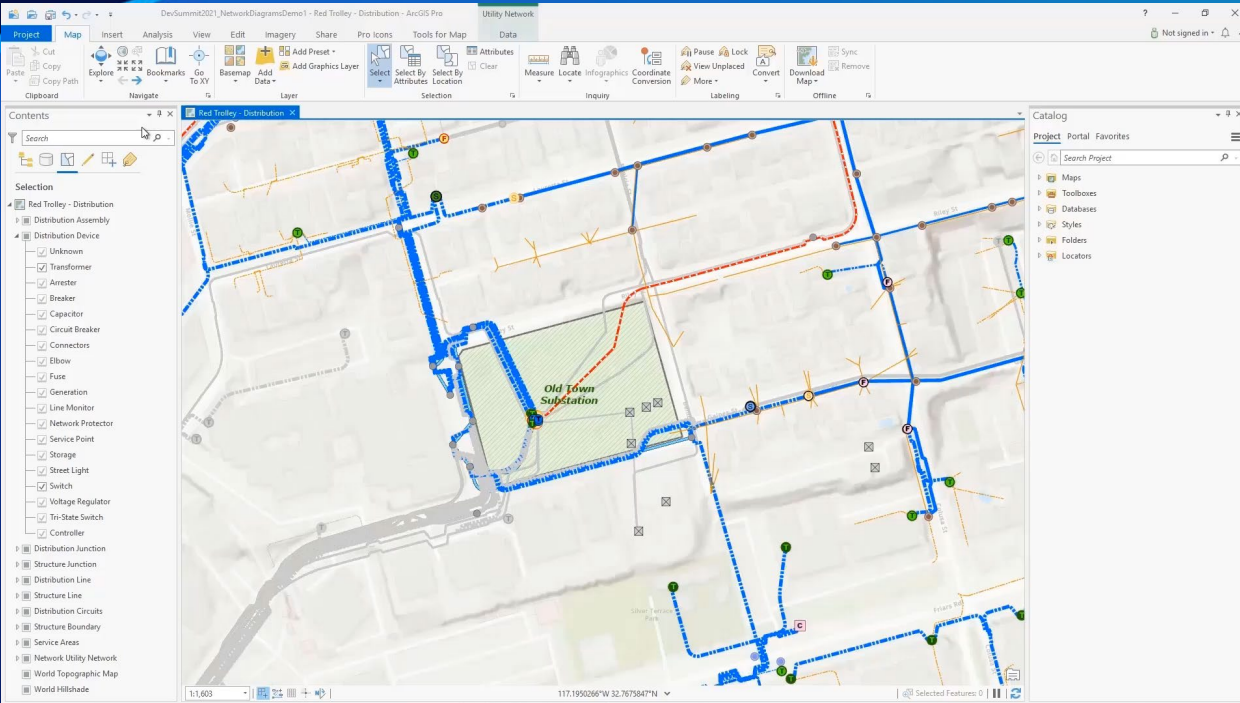 DevSummit2021_NetworkDiagramsDemo1 - Red Trolley - Distribution - ArcGIS Pro
Utility Network
?
Project Map Insert Analysis View Edit Imagery Share Pro Icons Tools for Map Data
Not signed in
Paste Cut Copy Copy Path
Clipboard
Explore Bookmarks Go To XY
Navigate
Basemap Add Data Add Preset Add Graphics Layer
Layer
Select Select By Attributes Select By Location Attributes Clear
Selection
Measure Locate Infographics Coordinate Conversion
Inquiry
Pause Lock View Unplaced More Convert
Labeling
Download Map Sync Remove
Offline
Contents
Search
Selection
Red Trolley - Distribution
Distribution Assembly
Distribution Device
Unknown
Transformer
Arrester
Breaker
Capacitor
Circuit Breaker
Connectors
Elbow
Fuse
Generation
Line Monitor
Network Protector
Service Point
Storage
Street Light
Switch
Voltage Regulator
Tri-State Switch
Controller
Distribution Junction
Structure Junction
Distribution Line
Structure Line
Distribution Circuits
Structure Boundary
Service Areas
Network Utility Network
World Topographic Map
World Hillshade
Red Trolley - Distribution
Riley St
Old Town
Substation
Silver Terrace
Park
Friars Rd
1:1,603
117.1950266°W 32.7675847°N
Selected Features: 0
Catalog
Project Portal Favorites
Search Project
Maps
Toolboxes
Databases
Styles
Folders
Locators